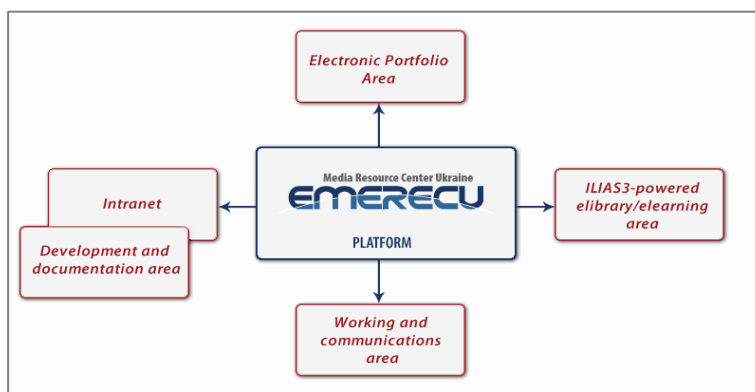 Electronic Portfolio
Area
Media Resource Center Ukraine
EMERECU
PLATFORM
Intranet
Development and
documentation area
ILIAS3-powered
elibrary/elearning
area
Working and
communications
area